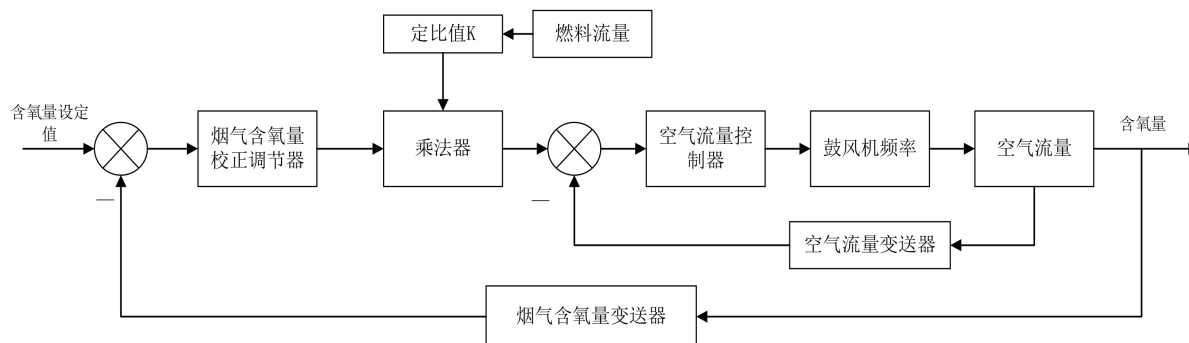 定比值K
燃料流量
含氧量设定
值
烟气含氧量
校正调节器
乘法器
空气流量控
制器
鼓风机频率
空气流量
含氧量
—
—
空气流量变送器
烟气含氧量变送器